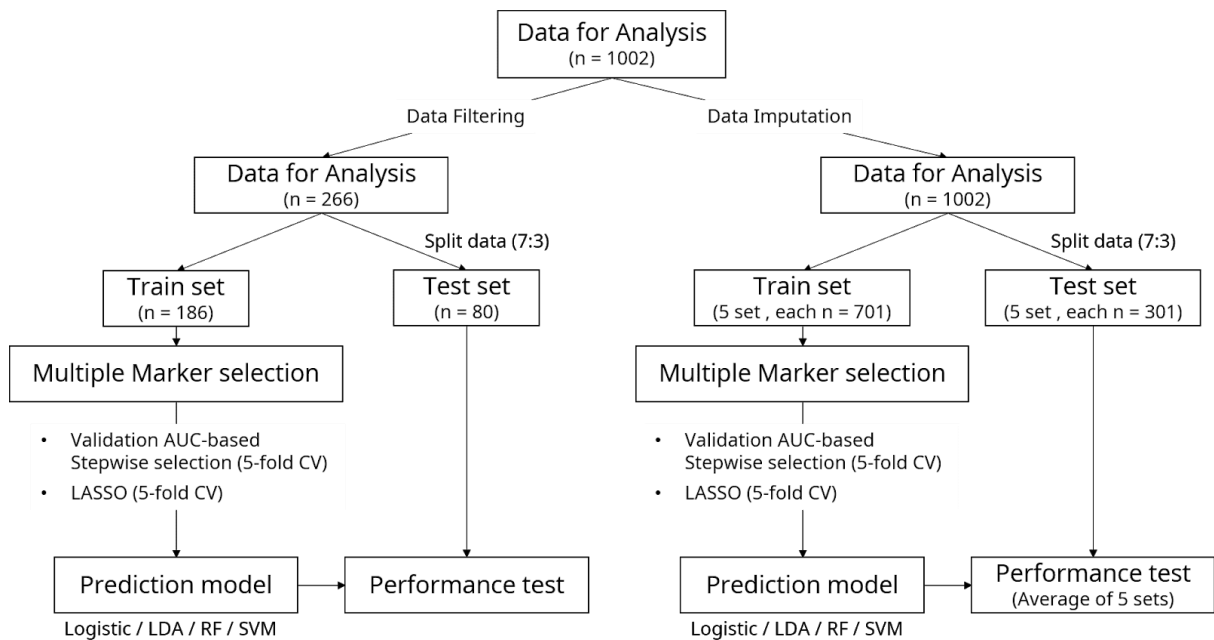 Data for Analysis
(n = 1002)
Data Filtering
Data Imputation
Data for Analysis
(n = 266)
Data for Analysis
(n = 1002)
Split data (7:3)
Split data (7:3)
Train set
(n = 186)
Test set
(n = 80)
Train set
(5 set , each n = 701)
Test set
(5 set, each n = 301)
Multiple Marker selection
Multiple Marker selection
• Validation AUC-based
Stepwise selection (5-fold CV)
• LASSO (5-fold CV)
• Validation AUC-based
Stepwise selection (5-fold CV)
• LASSO (5-fold CV)
Prediction model
Performance test
Prediction model
Performance test
(Average of 5 sets)
Logistic / LDA / RF / SVM
Logistic / LDA / RF / SVM